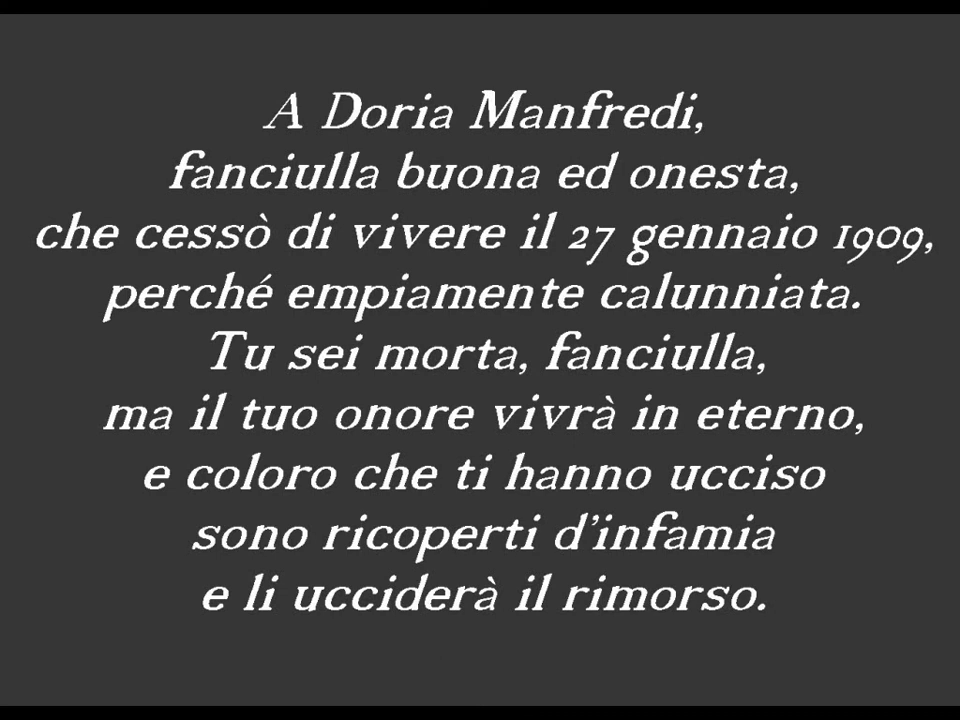 A Doria Manfredi,
fanciulla buona ed onesta,
che cessò di vivere il 27 gennaio 1909,
perché empiamente calunniata.
Tu sei morta, fanciulla,
ma il tuo onore vivrà in eterno,
e coloro che ti hanno ucciso
sono ricoperti d'infamia
e li ucciderà il rimorso.